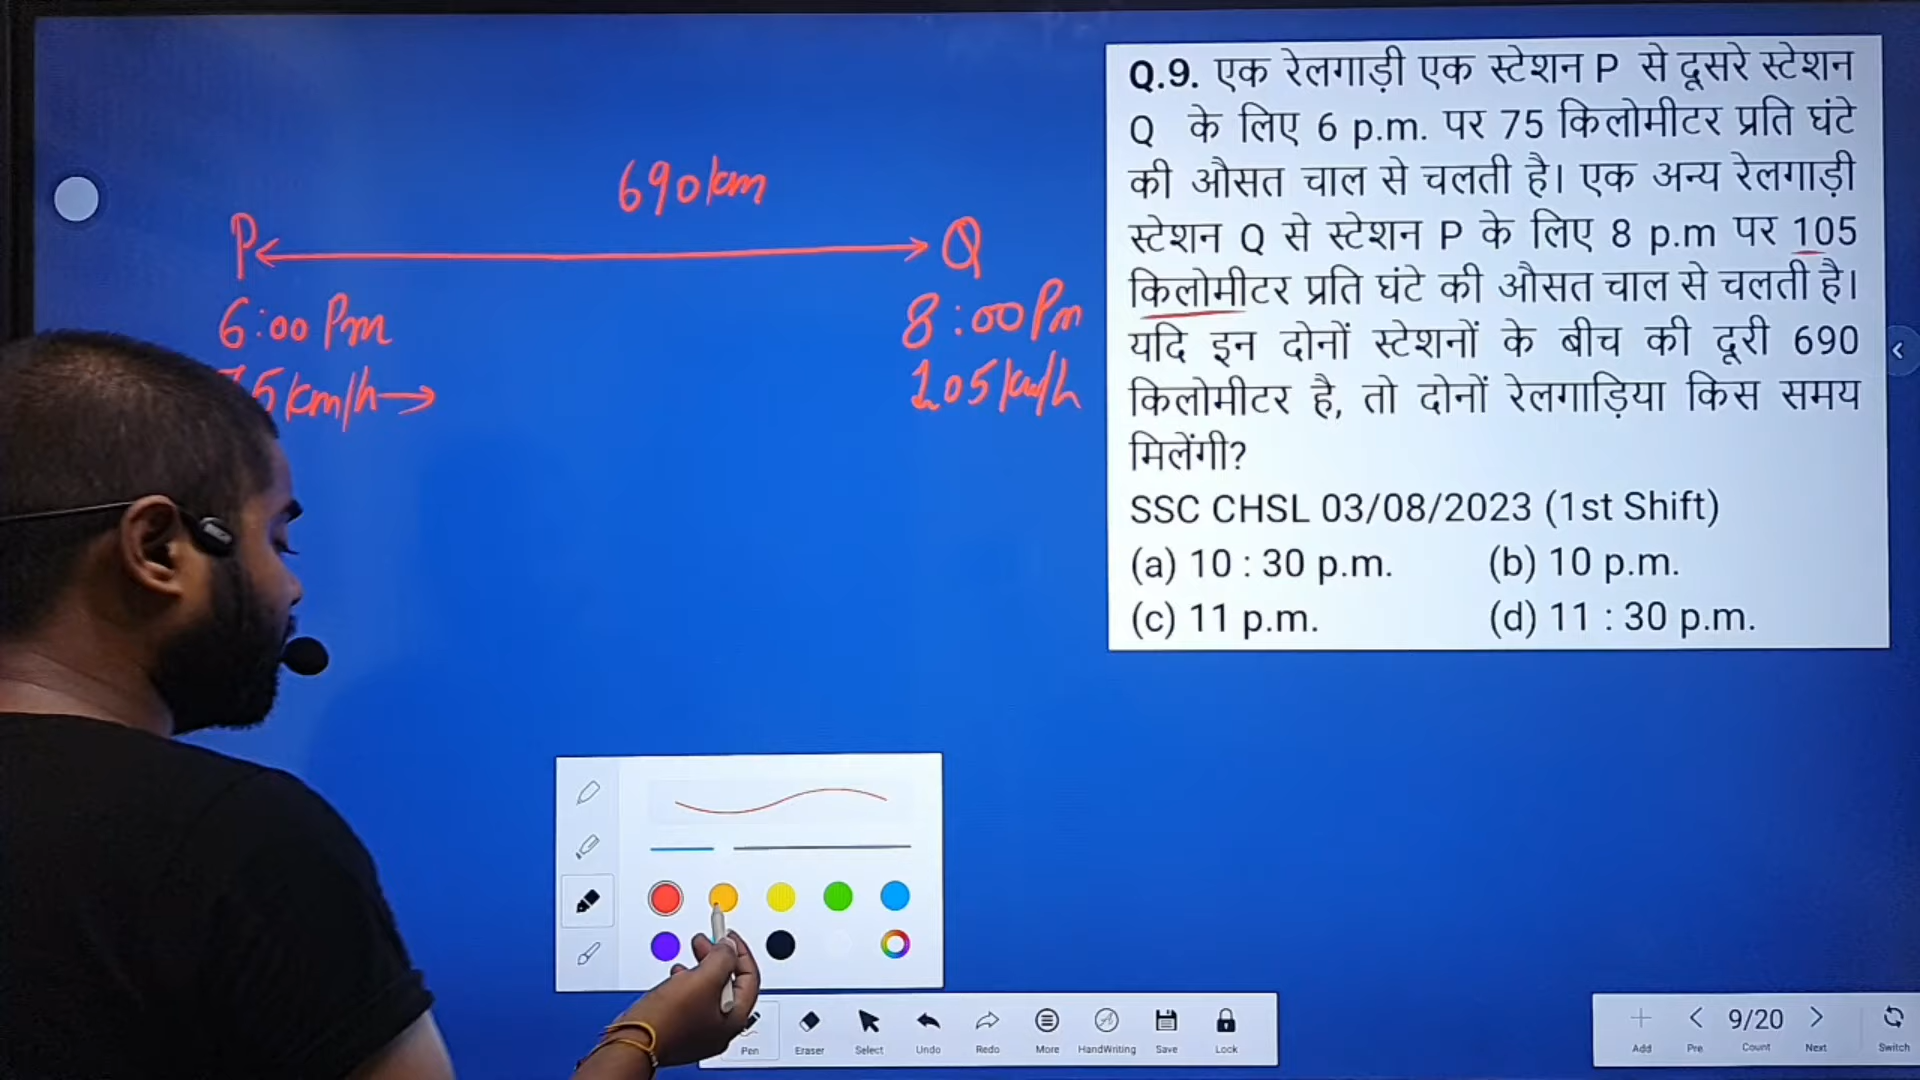 690km
P Q
6:00 Pm
8:00 Pm
5km/h
105km/h
Q.9. एक रेलगाड़ी एक स्टेशन P से दूसरे स्टेशन
Q के लिए 6 p.m. पर 75 किलोमीटर प्रति घंटे
की औसत चाल से चलती है। एक अन्य रेलगाड़ी
स्टेशन Q से स्टेशन P के लिए 8 p.m पर 105
किलोमीटर प्रति घंटे की औसत चाल से चलती है।
यदि इन दोनों स्टेशनों के बीच की दूरी 690
किलोमीटर है, तो दोनों रेलगाड़िया किस समय
मिलेंगी?
SSC CHSL 03/08/2023 (1st Shift)
(a) 10 : 30 p.m. (b) 10 p.m.
(c) 11 p.m. (d) 11 : 30 p.m.
Pen Eraser Select Undo Redo More HandWriting Save Lock
9/20
Add Pre Count Next Switch